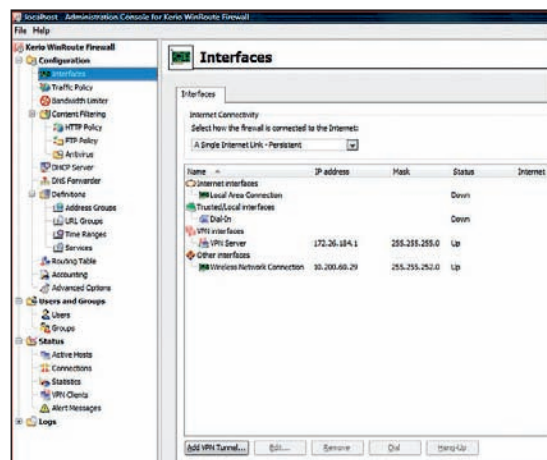 localhost - Administration Console for Kerio WinRoute Firewall
File Help
Kerio WinRoute Firewall
Configuration
Interfaces
Traffic Policy
Bandwidth Limiter
Content Filtering
HTTP Policy
FTP Policy
Antivirus
DHCP Server
DNS Forwarder
Definitions
Address Groups
URL Groups
Time Ranges
Services
Routing Table
Accounting
Advanced Options
Users and Groups
Users
Groups
Status
Active Hosts
Connections
Statistics
VPN Clients
Alert Messages
Logs
Interfaces
Interfaces
Internet Connectivity
Select how the firewall is connected to the Internet:
A Single Internet Link - Persistent
Name IP address Mask Status Internet
Internet interfaces
Local Area Connection Down
Trusted/Local interfaces
Dial-In Down
VPN interfaces
VPN Server 172.26.184.1 255.255.255.0 Up
Other interfaces
Wireless Network Connection 10.200.60.29 255.255.252.0 Up
Add VPN Tunnel... Edit... Remove Dial Hang-Up